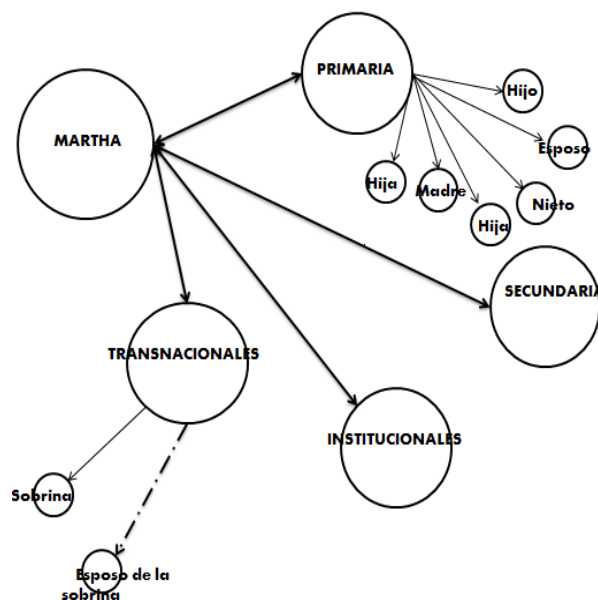 PRIMARIA
MARTHA
Hijo
Esposo
Hija
Madre
Nieto
Hija
SECUNDARIA
TRANSNACIONALES
INSTITUCIONALES
Sobrina
Esposo de la
sobrina